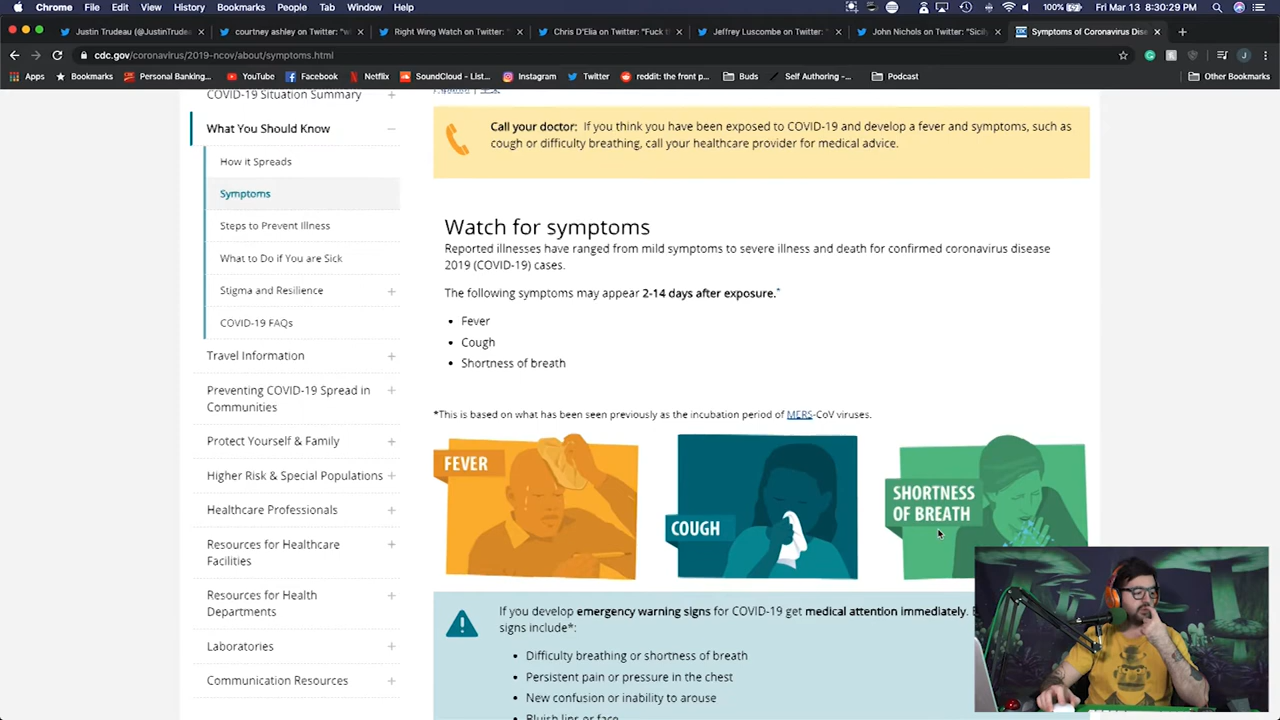 Chrome File Edit View History Bookmarks People Tab Window Help 100% Fri Mar 13 8:30:29 PM
Justin Trudeau (@JustinTrudea × courtney ashley on Twitter: "w × Right Wing Watch on Twitter: " × Chris D'Elia on Twitter: "Fuck t × Jeffrey Luscombe on Twitter: " × John Nichols on Twitter: "Sicily × Symptoms of Coronavirus Dise ×
cdc.gov/coronavirus/2019-ncov/about/symptoms.html
Apps Bookmarks Personal Banking... YouTube Facebook Netflix SoundCloud – List... Instagram Twitter reddit: the front p... Buds Self Authoring -... Podcast Other Bookmarks
COVID-19 Situation Summary
What You Should Know
How it Spreads
Symptoms
Steps to Prevent Illness
What to Do if You are Sick
Stigma and Resilience
COVID-19 FAQs
Travel Information
Preventing COVID-19 Spread in
Communities
Protect Yourself & Family
Higher Risk & Special Populations
Healthcare Professionals
Resources for Healthcare
Facilities
Resources for Health
Departments
Laboratories
Communication Resources
Call your doctor: If you think you have been exposed to COVID-19 and develop a fever and symptoms, such as
cough or difficulty breathing, call your healthcare provider for medical advice.
Watch for symptoms
Reported illnesses have ranged from mild symptoms to severe illness and death for confirmed coronavirus disease
2019 (COVID-19) cases.
The following symptoms may appear 2-14 days after exposure.*
• Fever
• Cough
• Shortness of breath
*This is based on what has been seen previously as the incubation period of MERS-CoV viruses.
FEVER
COUGH
SHORTNESS
OF BREATH
If you develop emergency warning signs for COVID-19 get medical attention immediately.
signs include*:
• Difficulty breathing or shortness of breath
• Persistent pain or pressure in the chest
• New confusion or inability to arouse
• Bluish lips or face